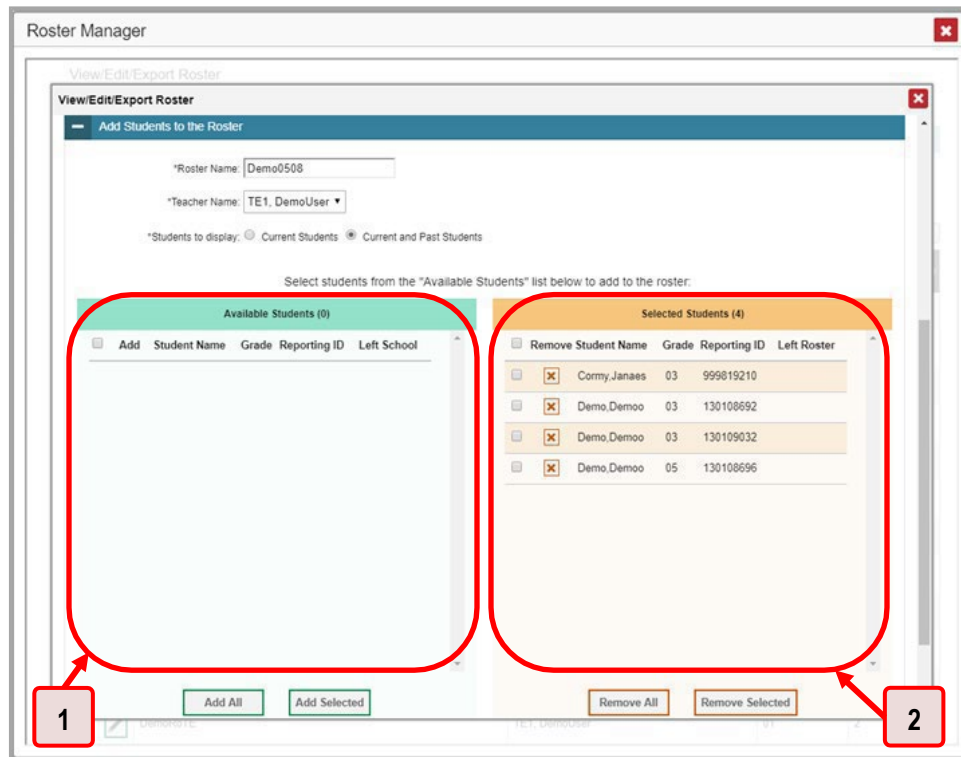 Roster Manager
View/Edit/Export Roster
View/Edit/Export Roster
Add Students to the Roster
*Roster Name: Demo0508
*Teacher Name: TE1, DemoUser
*Students to display: Current Students Current and Past Students
Select students from the "Available Students" list below to add to the roster:
Available Students (0)
Add Student Name Grade Reporting ID Left School
Selected Students (4)
Remove Student Name Grade Reporting ID Left Roster
Cormy,Janaes 03 999819210
Demo,Demoo 03 130108692
Demo,Demoo 03 130109032
Demo,Demoo 05 130108696
Add All Add Selected
Remove All Remove Selected
1
2
TE1, DemoUser 01 2